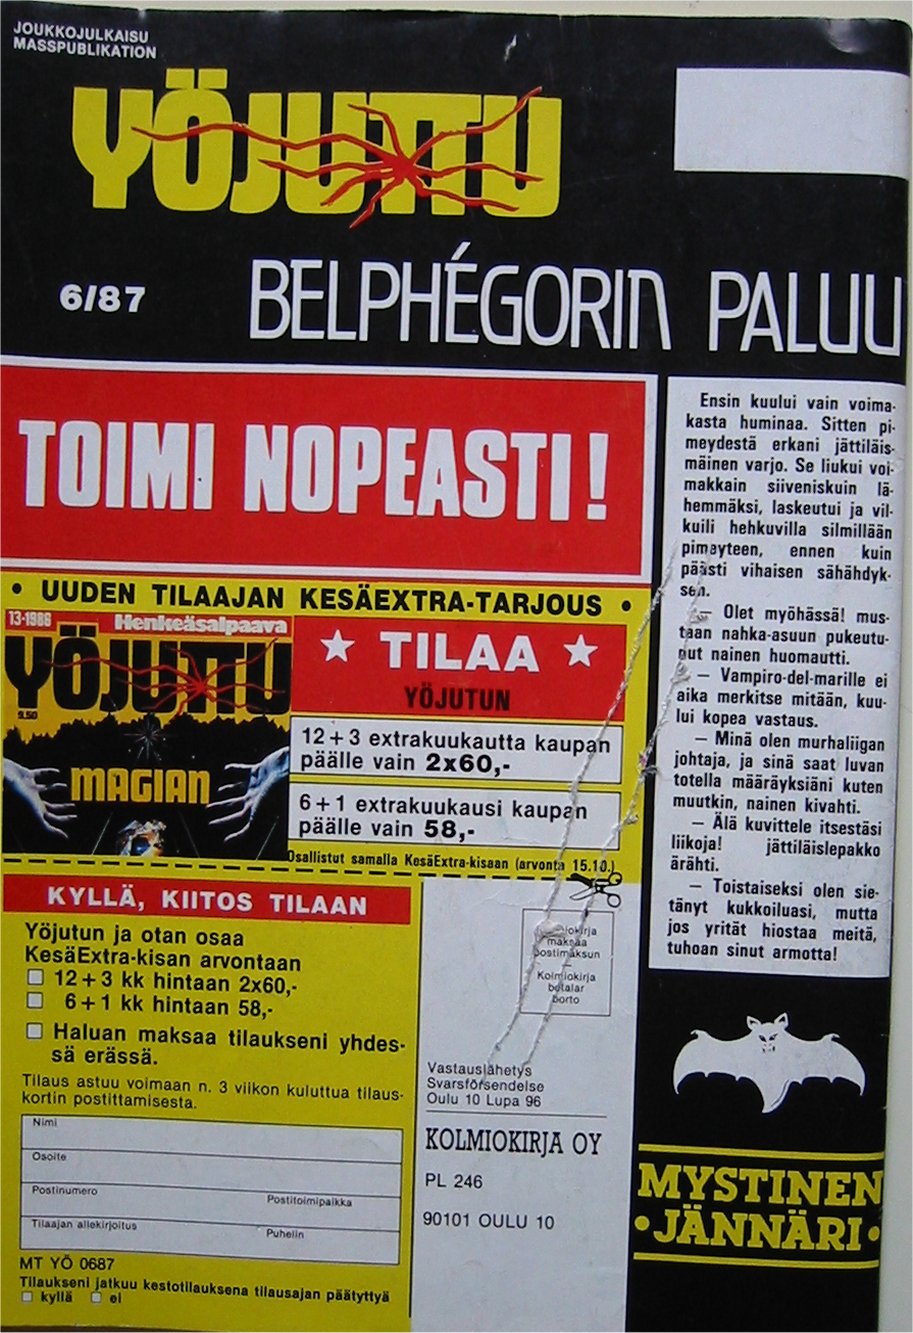 JOUKKOJULKAISU
MASSPUBLIKATION
YÖJUTTU
6/87
BELPHÉGORIN PALUU
TOIMI NOPEASTI!
• UUDEN TILAAJAN KESÄEXTRA-TARJOUS •
13-1986
Henkeäsalpaava
YÖJUTTU
9.50
MAGIAN
★ TILAA ★
YÖJUTUN
12 + 3 extrakuukautta kaupan
päälle vain 2x60,-
6 + 1 extrakuukausi kaupan
päälle vain 58,-
Osallistut samalla KesäExtra-kisaan (arvonta 15.10.)
KYLLÄ, KIITOS TILAAN
Yöjutun ja otan osaa
KesäExtra-kisan arvontaan
12 + 3 kk hintaan 2x60,-
6 + 1 kk hintaan 58,-
Haluan maksaa tilaukseni yhdes-
sä erässä.
Tilaus astuu voimaan n. 3 viikon kuluttua tilaus-
kortin postittamisesta.
Nimi
Osoite
Postinumero
Postitoimipaikka
Tilaajan allekirjoitus
Puhelin
MT YÖ 0687
Tilaukseni jatkuu kestotilauksena tilausajan päätyttyä
kyllä ei
Kolmiokirja
maksaa
postimaksun
—
Kolmiokirja
betalar
porto
Vastauslähetys
Svarsförsendelse
Oulu 10 Lupa 96
KOLMIOKIRJA OY
PL 246
90101 OULU 10
Ensin kuului vain voima-
kasta huminaa. Sitten pi-
meydestä erkani jättiläis-
mäinen varjo. Se liukui voi-
makkain siiveniskuin lä-
hemmäksi, laskeutui ja vil-
kuili hehkuvilla silmillään
pimeyteen, ennen kuin
päästi vihaisen sähähdyk-
sen.
— Olet myöhässä! mus-
taan nahka-asuun pukeutu-
nut nainen huomautti.
— Vampiro-del-marille ei
aika merkitse mitään, kuu-
lui kopea vastaus.
— Minä olen murhaliigan
johtaja, ja sinä saat luvan
totella määräyksiäni kuten
muutkin, nainen kivahti.
— Älä kuvittele itsestäsi
liikoja! jättiläislepakko
ärähti.
— Toistaiseksi olen sie-
tänyt kukkoiluasi, mutta
jos yrität hiostaa meitä,
tuhoan sinut armotta!
MYSTINEN
• JÄNNÄRI •